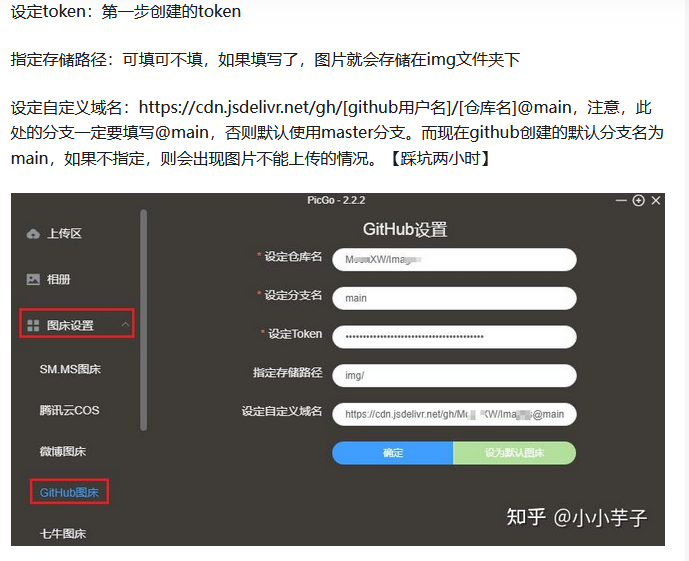 设定token：第一步创建的token
指定存储路径：可填可不填，如果填写了，图片就会存储在img文件夹下
设定自定义域名：https://cdn.jsdelivr.net/gh/[github用户名]/[仓库名]@main，注意，此
处的分支一定要填写@main，否则默认使用master分支。而现在github创建的默认分支名为
main，如果不指定，则会出现图片不能上传的情况。【踩坑两小时】
PicGo - 2.2.2
上传区
相册
图床设置
SM.MS图床
腾讯云COS
微博图床
GitHub图床
七牛图床
GitHub设置
* 设定仓库名
XW/Imag
* 设定分支名
main
* 设定Token
指定存储路径
img/
设定自定义域名
https://cdn.jsdelivr.net/gh/M XW/Ima @main
确定
设为默认图床
知乎 @小小芋子